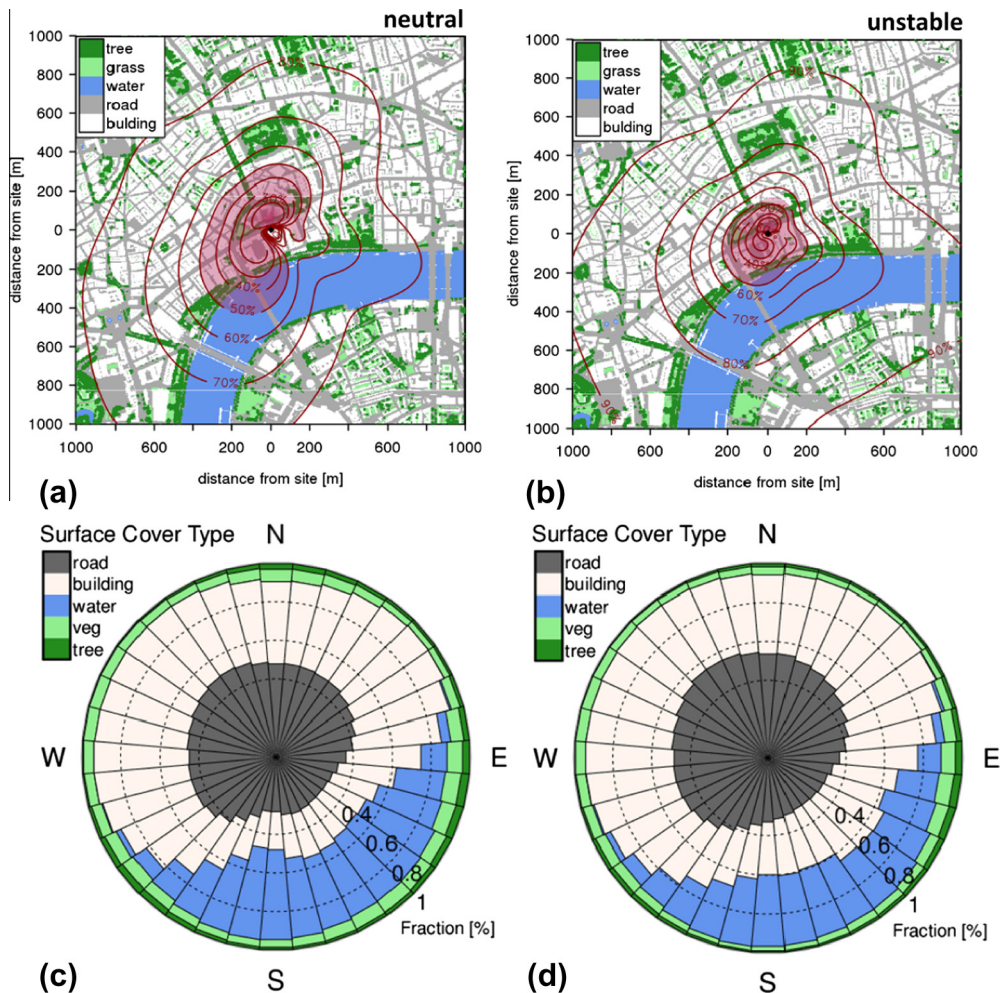 neutral
tree
grass
water
road
bulding
1000
800
600
400
200
0
200
400
600
800
1000
distance from site [m]
80%
40%
50%
60%
70%
1000 600 200 0 200 600 1000
distance from site [m]
(a)
unstable
tree
grass
water
road
bulding
1000
800
600
400
200
0
200
400
600
800
1000
distance from site [m]
90%
60%
70%
80%
90%
90%
1000 600 200 0 200 600 1000
distance from site [m]
(b)
Surface Cover Type
road
building
water
veg
tree
N
W
E
S
0.4
0.6
0.8
1
Fraction [%]
(c)
Surface Cover Type
road
building
water
veg
tree
N
W
E
S
0.4
0.6
0.8
1
Fraction [%]
(d)